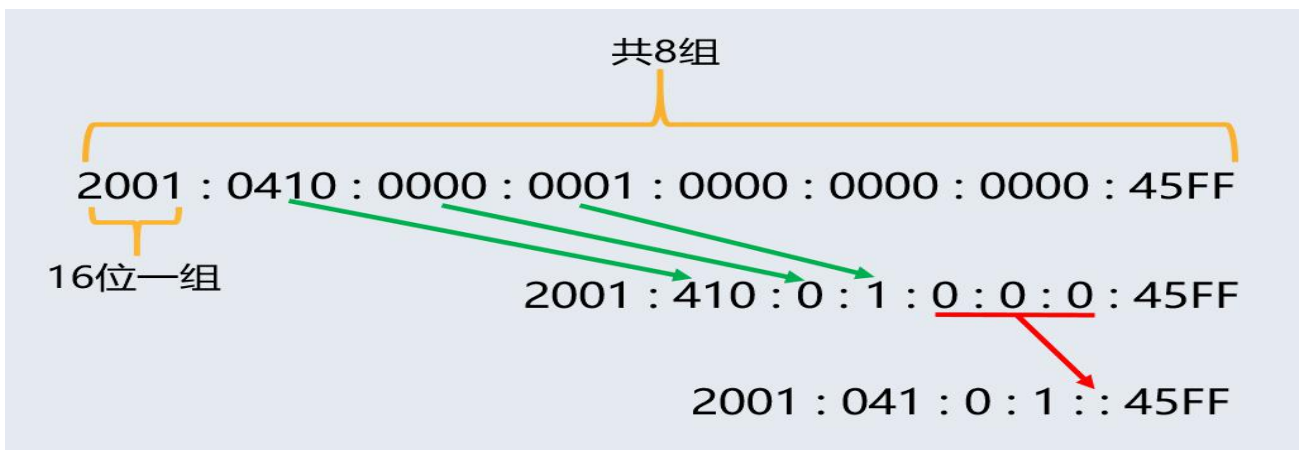 共8组
2001 : 0410 : 0000 : 0001 : 0000 : 0000 : 0000 : 45FF
16位一组
2001 : 410 : 0 : 1 : 0 : 0 : 0 : 45FF
2001 : 041 : 0 : 1 : : 45FF